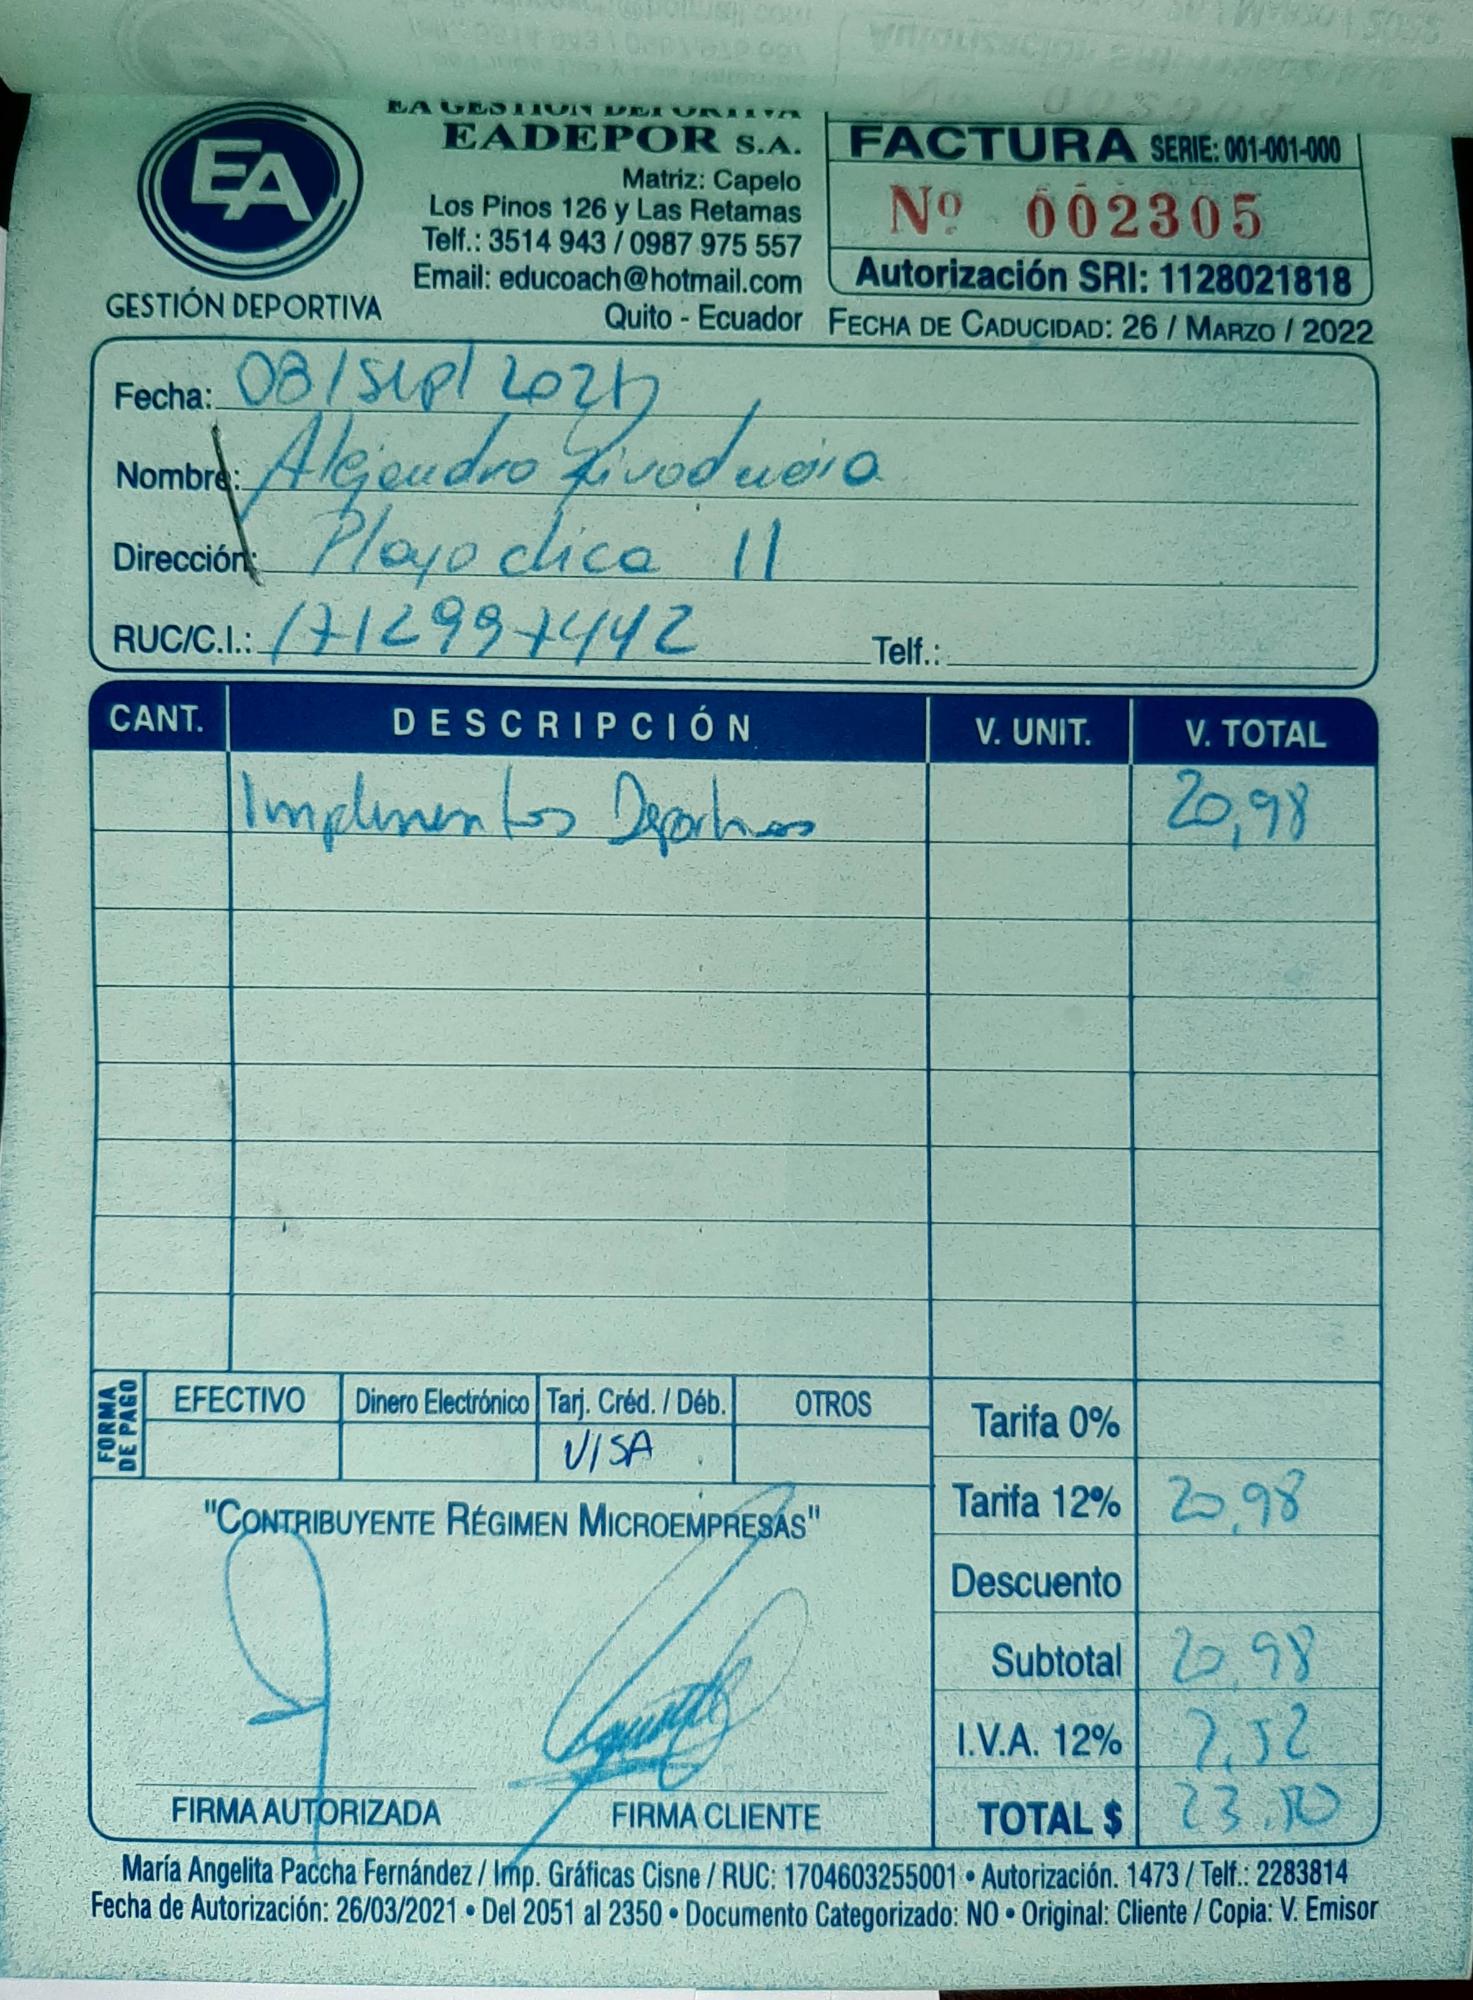 EA GESTIÓN DEPORTIVA
EADEPOR S.A.
Matriz: Capelo
Los Pinos 126 y Las Retamas
Telf.: 3514 943 / 0987 975 557
Email: educoach@hotmail.com
Quito - Ecuador
EA
GESTIÓN DEPORTIVA
FACTURA SERIE: 001-001-000
Nº 002305
Autorización SRI: 1128021818
FECHA DE CADUCIDAD: 26 / MARZO / 2022
Fecha: 08/Sep/2021
Nombre: Alejandro
Dirección: Playa chica 11
RUC/C.I.: 1712997442 Telf.:
CANT. DESCRIPCIÓN V. UNIT. V. TOTAL
Implementos Deportivos 20,98
FORMA DE PAGO
EFECTIVO Dinero Electrónico Tarj. Créd. / Déb. OTROS
VISA
Tarifa 0%
Tarifa 12% 20,98
Descuento
Subtotal 20,98
I.V.A. 12% 2,52
TOTAL $ 23,50
"CONTRIBUYENTE RÉGIMEN MICROEMPRESAS"
FIRMA AUTORIZADA FIRMA CLIENTE
María Angelita Paccha Fernández / Imp. Gráficas Cisne / RUC: 1704603255001 • Autorización. 1473 / Telf.: 2283814
Fecha de Autorización: 26/03/2021 • Del 2051 al 2350 • Documento Categorizado: NO • Original: Cliente / Copia: V. Emisor